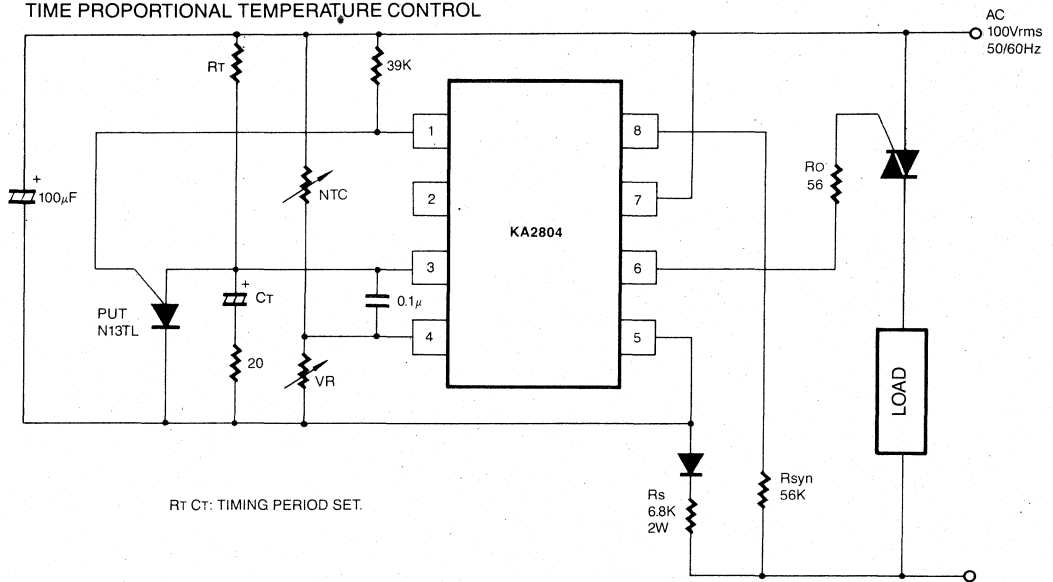 TIME PROPORTIONAL TEMPERATURE CONTROL
AC
100Vrms
50/60Hz
RT
39K
1
8
+
100μF
NTC
2
7
RO
56
KA2804
3
6
+
CT
0.1μ
PUT
N13TL
4
5
20
VR
LOAD
RT CT: TIMING PERIOD SET.
Rs
6.8K
2W
Rsyn
56K